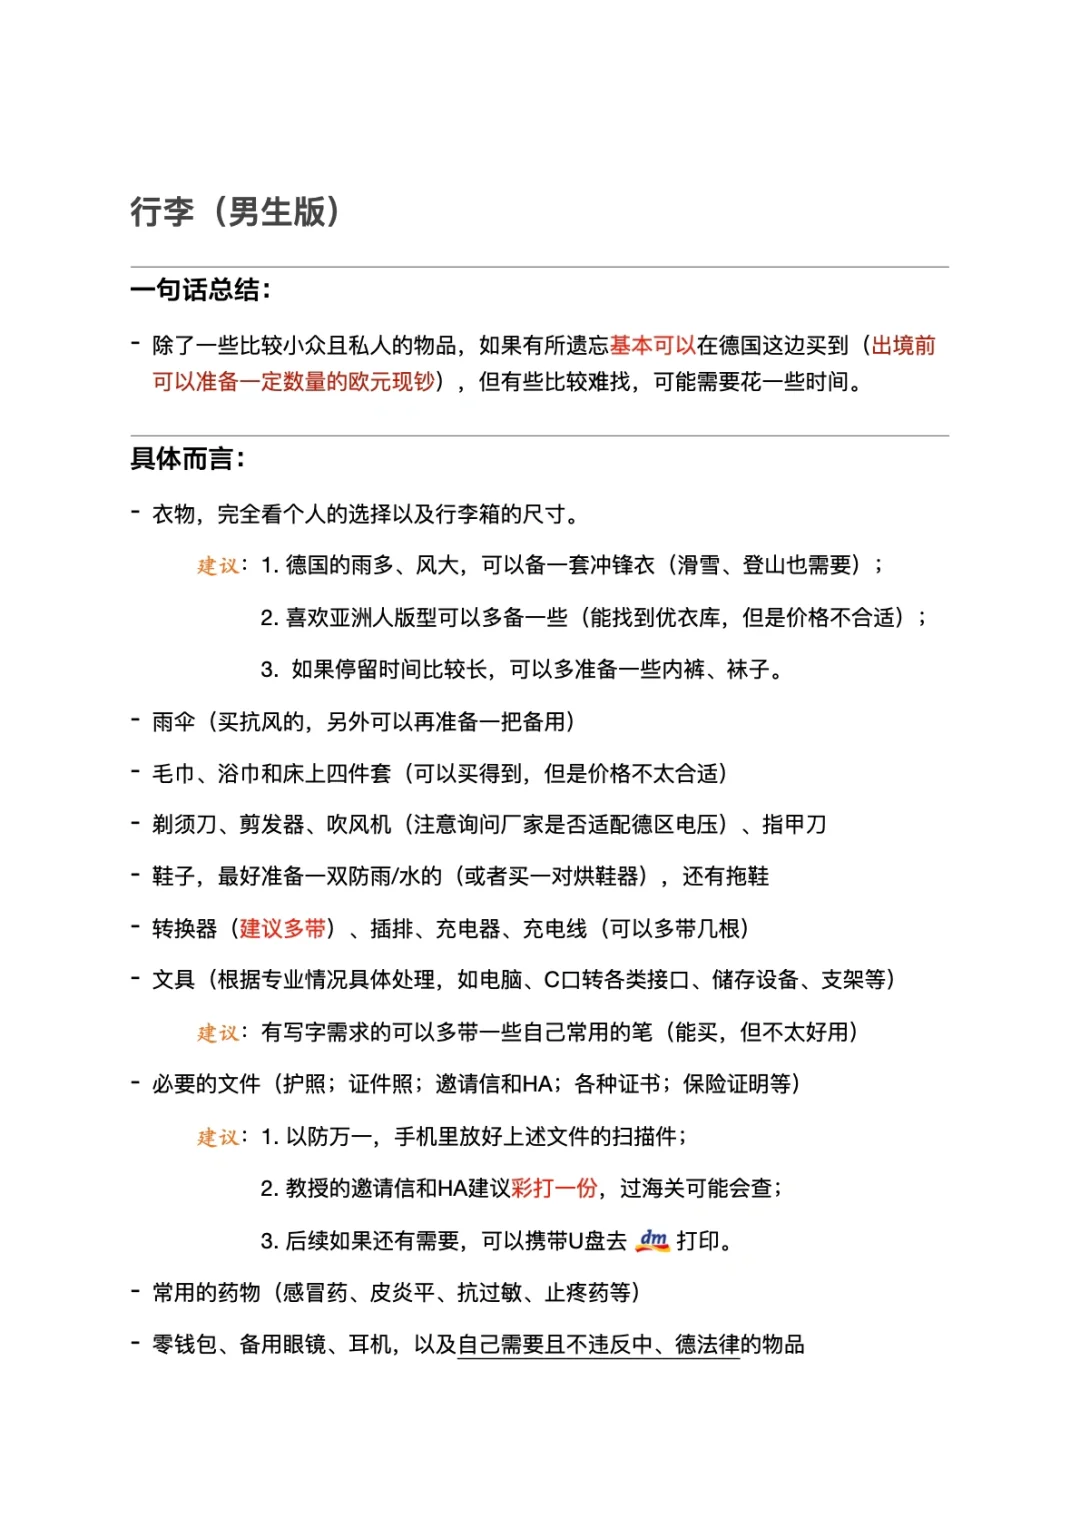 行李（男生版）
一句话总结：
- 除了一些比较小众且私人的物品，如果有所遗忘基本可以在德国这边买到（出境前
可以准备一定数量的欧元现钞），但有些比较难找，可能需要花一些时间。
具体而言：
- 衣物，完全看个人的选择以及行李箱的尺寸。
建议：1. 德国的雨多、风大，可以备一套冲锋衣（滑雪、登山也需要）；
2. 喜欢亚洲人版型可以多备一些（能找到优衣库，但是价格不合适）；
3. 如果停留时间比较长，可以多准备一些内裤、袜子。
- 雨伞（买抗风的，另外可以再准备一把备用）
- 毛巾、浴巾和床上四件套（可以买得到，但是价格不太合适）
- 剃须刀、剪发器、吹风机（注意询问厂家是否适配德区电压）、指甲刀
- 鞋子，最好准备一双防雨/水的（或者买一对烘鞋器），还有拖鞋
- 转换器（建议多带）、插排、充电器、充电线（可以多带几根）
- 文具（根据专业情况具体处理，如电脑、C口转各类接口、储存设备、支架等）
建议：有写字需求的可以多带一些自己常用的笔（能买，但不太好用）
- 必要的文件（护照；证件照；邀请信和HA；各种证书；保险证明等）
建议：1. 以防万一，手机里放好上述文件的扫描件；
2. 教授的邀请信和HA建议彩打一份，过海关可能会查；
3. 后续如果还有需要，可以携带U盘去 dm 打印。
- 常用的药物（感冒药、皮炎平、抗过敏、止疼药等）
- 零钱包、备用眼镜、耳机，以及自己需要且不违反中、德法律的物品